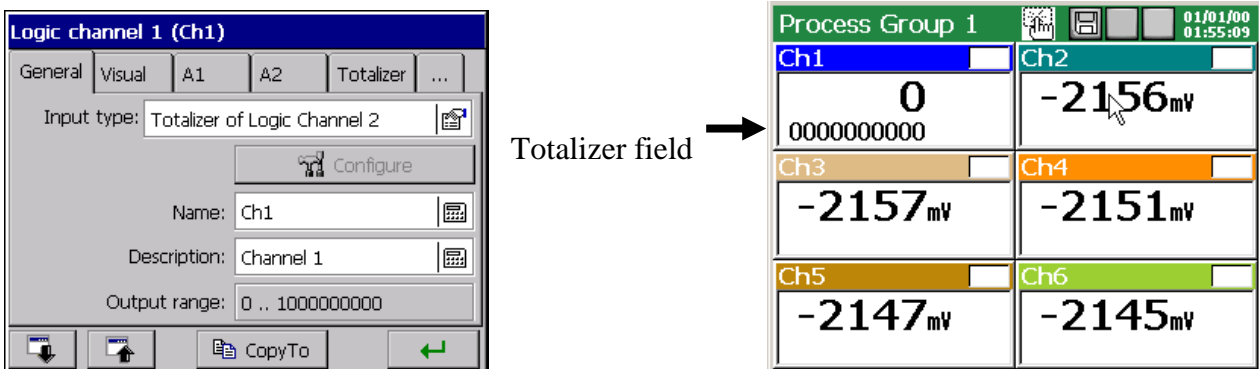 Logic channel 1 (Ch1)
General Visual A1 A2 Totalizer ...
Input type: Totalizer of Logic Channel 2
Configure
Name: Ch1
Description: Channel 1
Output range: 0 .. 1000000000
CopyTo
Totalizer field
Process Group 1 01/01/00
01:55:09
Ch1 Ch2
0 -2156mV
0000000000
Ch3 Ch4
-2157mV -2151mV
Ch5 Ch6
-2147mV -2145mV